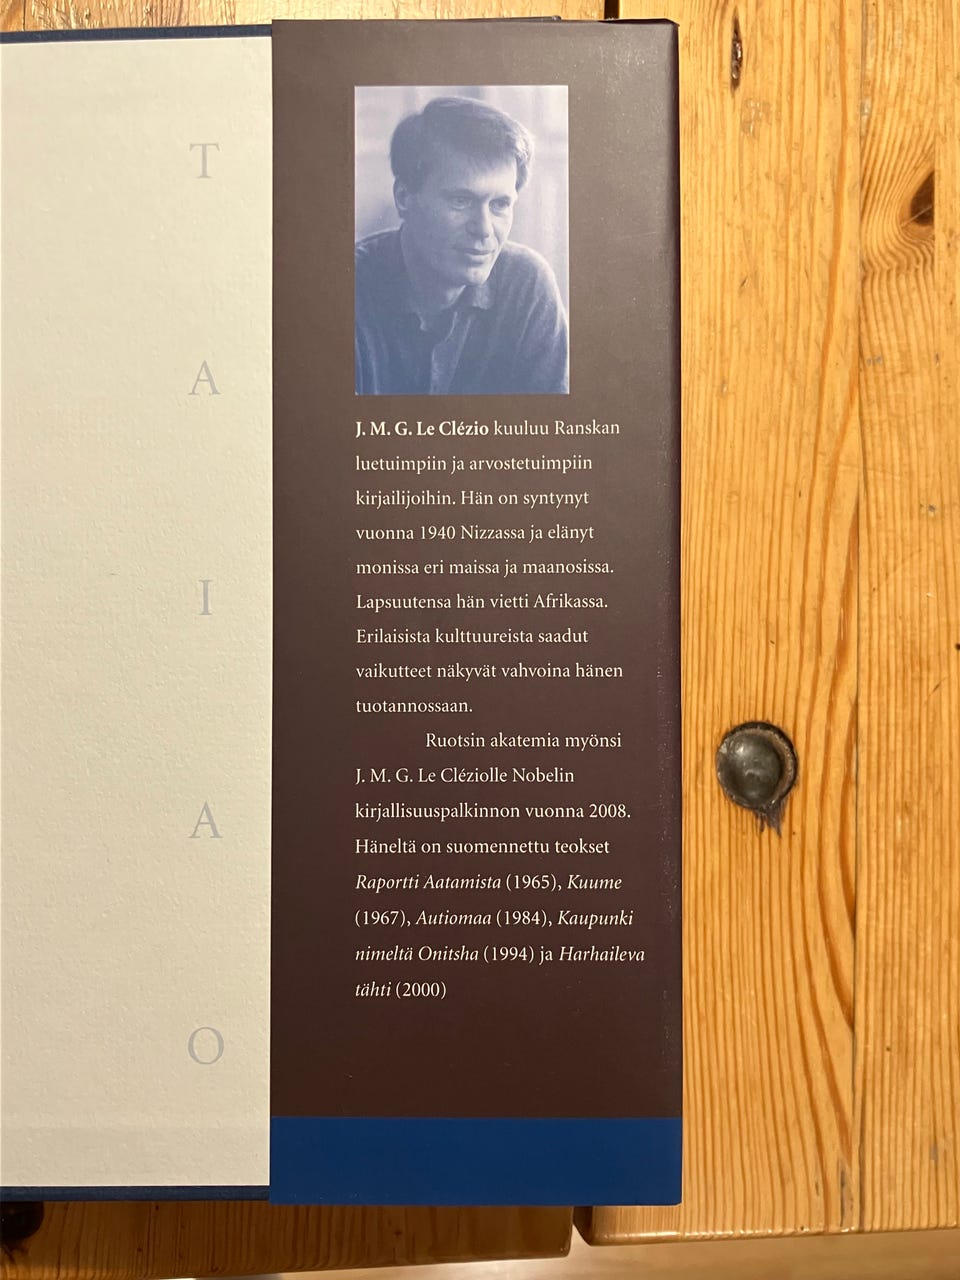 T
A
I
A
O
J. M. G. Le Clézio kuuluu Ranskan
luetuimpiin ja arvostetuimpiin
kirjailijoihin. Hän on syntynyt
vuonna 1940 Nizzassa ja elänyt
monissa eri maissa ja maanosissa.
Lapsuutensa hän vietti Afrikassa.
Erilaisista kulttuureista saadut
vaikutteet näkyvät vahvoina hänen
tuotannossaan.
Ruotsin akatemia myönsi
J. M. G. Le Cléziolle Nobelin
kirjallisuuspalkinnon vuonna 2008.
Häneltä on suomennettu teokset
Raportti Aatamista (1965), Kuume
(1967), Autiomaa (1984), Kaupunki
nimeltä Onitsha (1994) ja Harhaileva
tähti (2000)